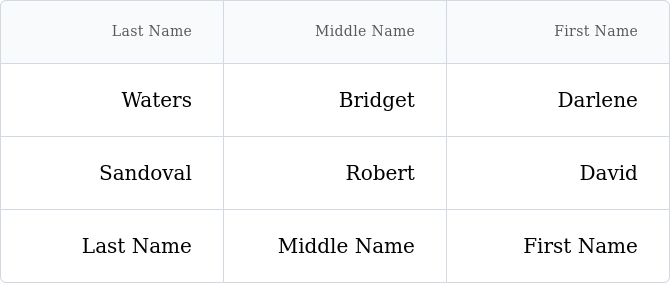 Last Name Middle Name First Name
Waters Bridget Darlene
Sandoval Robert David
Last Name Middle Name First Name